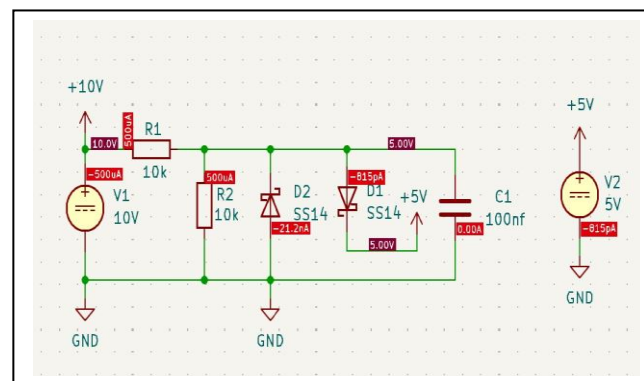 +10V
10.0V
500uA
R1
10k
-500uA
V1
10V
500uA
R2
10k
D2
SS14
-21.2nA
-815pA
D1
SS14
+5V
5.00V
5.00V
C1
100nf
0.00A
+5V
V2
5V
-815pA
GND
GND
GND